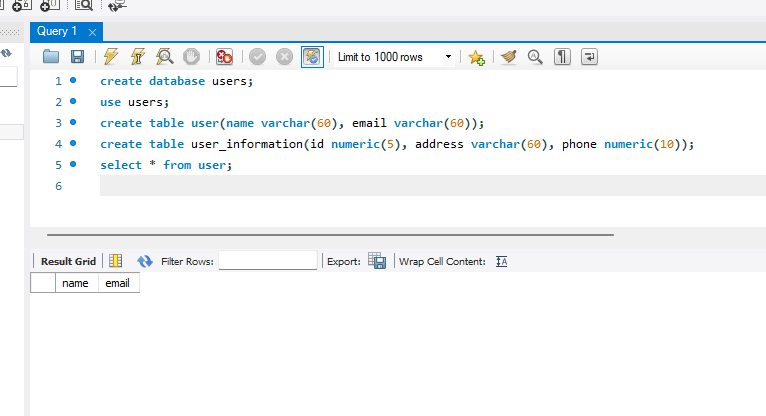 Query 1
Limit to 1000 rows
1 create database users;
2 use users;
3 create table user(name varchar(60), email varchar(60));
4 create table user_information(id numeric(5), address varchar(60), phone numeric(10));
5 select * from user;
6
Result Grid Filter Rows: Export: Wrap Cell Content:
name email